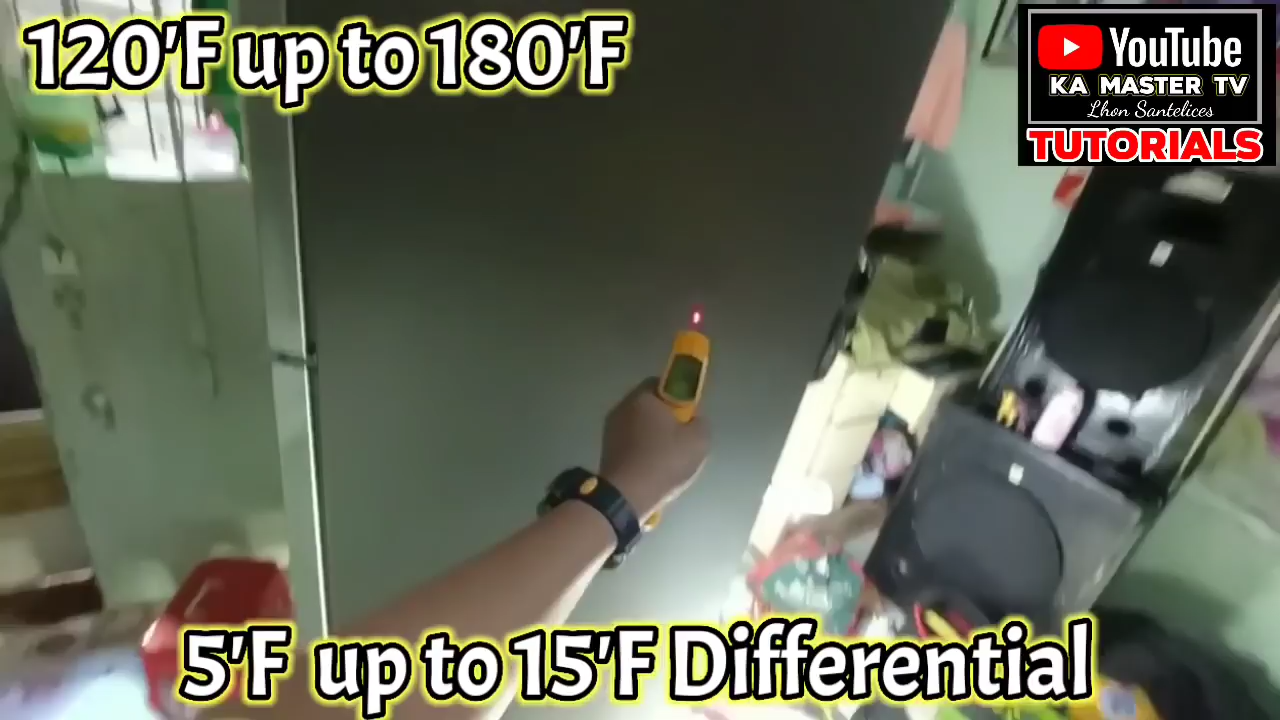 120'F up to 180'F
YouTube
KA MASTER TV
Lhon Santelices
TUTORIALS
5'F up to 15'F Differential